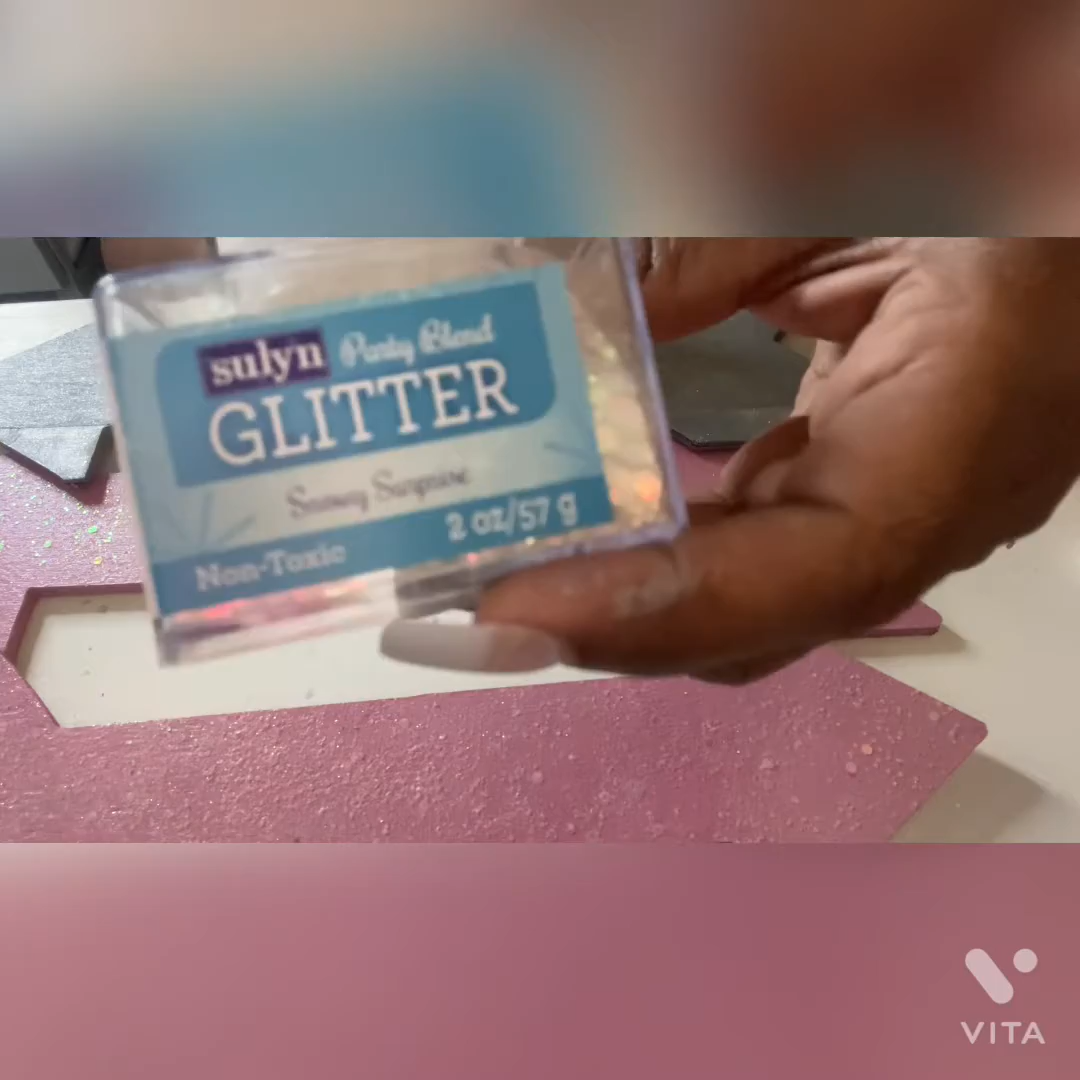 sulyn Party Blend
GLITTER
Snowy Surprise
2 oz/57 g
Non-Toxic
VITA